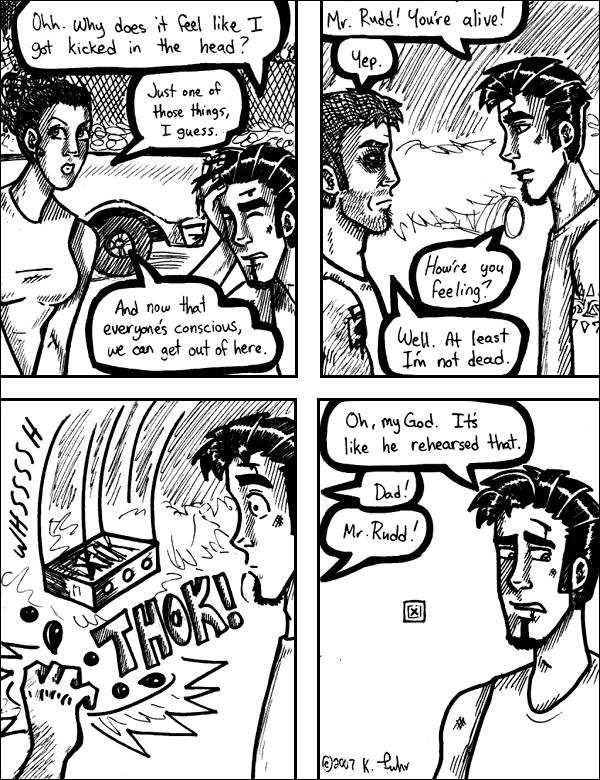 Ohh. Why does it feel like I
got kicked in the head?
Just one of
those things,
I guess.
And now that
everyone's conscious,
we can get out of here.
Mr. Rudd! You're alive!
Yep.
How're you
feeling?
Well. At least
I'm not dead.
WHSSSSSH
THOK!
Oh, my God. It's
like he rehearsed that.
Dad!
Mr. Rudd!
©2007 K.